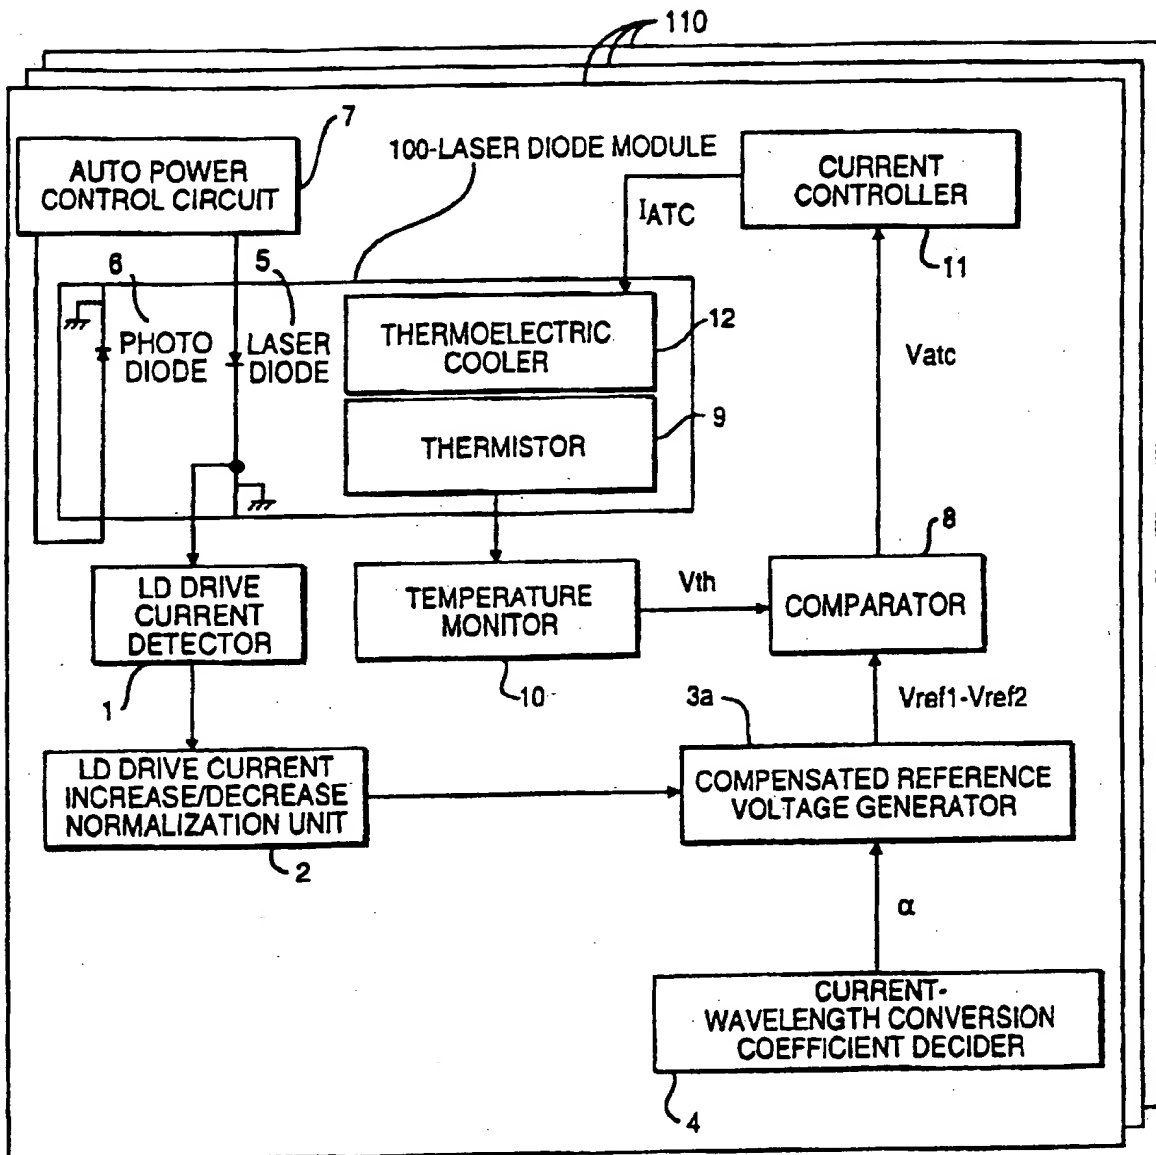 110
7
AUTO POWER
CONTROL CIRCUIT
100-LASER DIODE MODULE
CURRENT
CONTROLLER
11
IATC
6
5
PHOTO
DIODE
LASER
DIODE
THERMOELECTRIC
COOLER
12
Vatc
THERMISTOR
9
LD DRIVE
CURRENT
DETECTOR
1
TEMPERATURE
MONITOR
10
Vth
8
COMPARATOR
Vref1-Vref2
3a
LD DRIVE CURRENT
INCREASE/DECREASE
NORMALIZATION UNIT
2
COMPENSATED REFERENCE
VOLTAGE GENERATOR
α
CURRENT-
WAVELENGTH CONVERSION
COEFFICIENT DECIDER
4